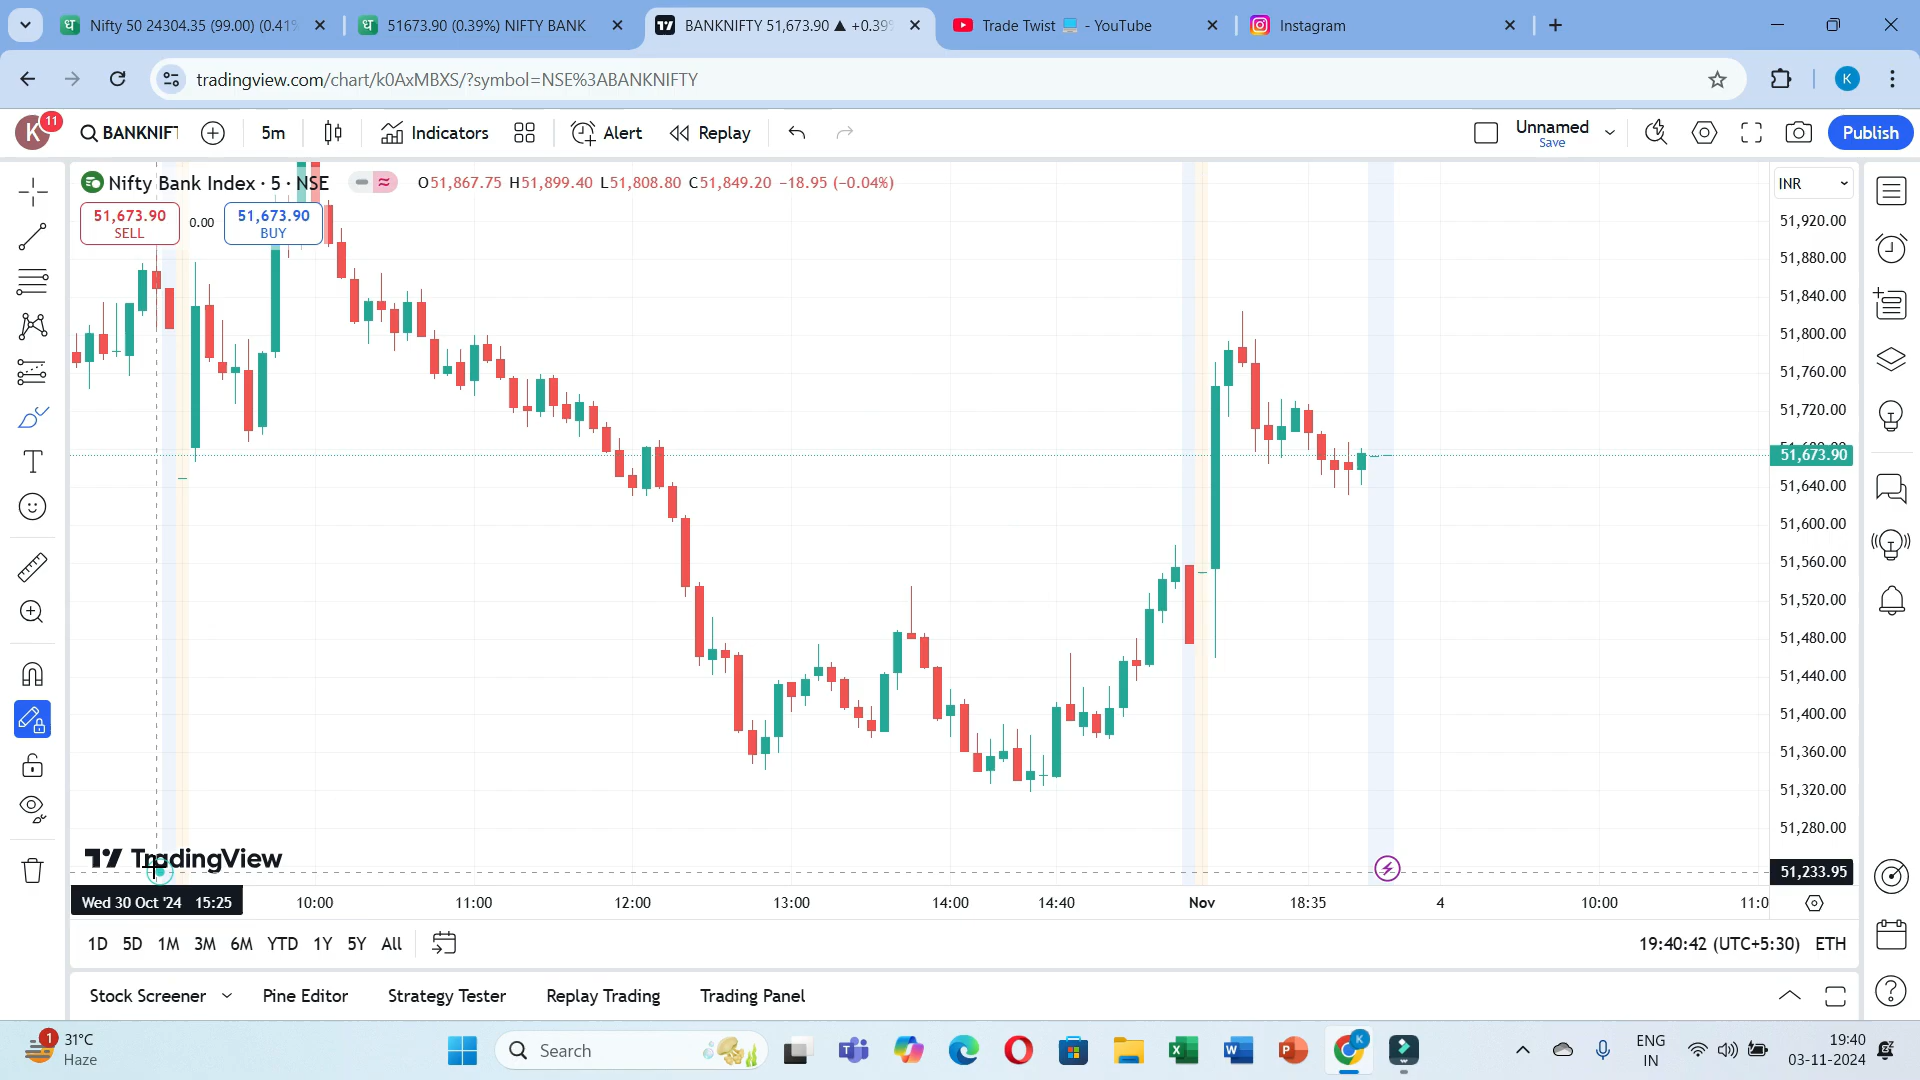 Nifty 50 24304.35 (99.00) (0.41%
51673.90 (0.39%) NIFTY BANK
BANKNIFTY 51,673.90 ▲ +0.39%
Trade Twist 💻 - YouTube
Instagram
tradingview.com/chart/k0AxMBXS/?symbol=NSE%3ABANKNIFTY
K
K
11
BANKNIFT
5m
Indicators
Alert
Replay
Unnamed
Save
Publish
Nifty Bank Index · 5 · NSE
O51,867.75 H51,899.40 L51,808.80 C51,849.20 −18.95 (−0.04%)
51,673.90
SELL
0.00
51,673.90
BUY
INR
51,920.00
51,880.00
51,840.00
51,800.00
51,760.00
51,720.00
51,673.90
51,640.00
51,600.00
51,560.00
51,520.00
51,480.00
51,440.00
51,400.00
51,360.00
51,320.00
51,280.00
51,233.95
TradingView
Wed 30 Oct '24 15:25
10:00
11:00
12:00
13:00
14:00
14:40
Nov
18:35
4
10:00
11:0
1D 5D 1M 3M 6M YTD 1Y 5Y All
19:40:42 (UTC+5:30) ETH
Stock Screener
Pine Editor
Strategy Tester
Replay Trading
Trading Panel
1
31°C
Haze
Search
ENG
IN
19:40
03-11-2024